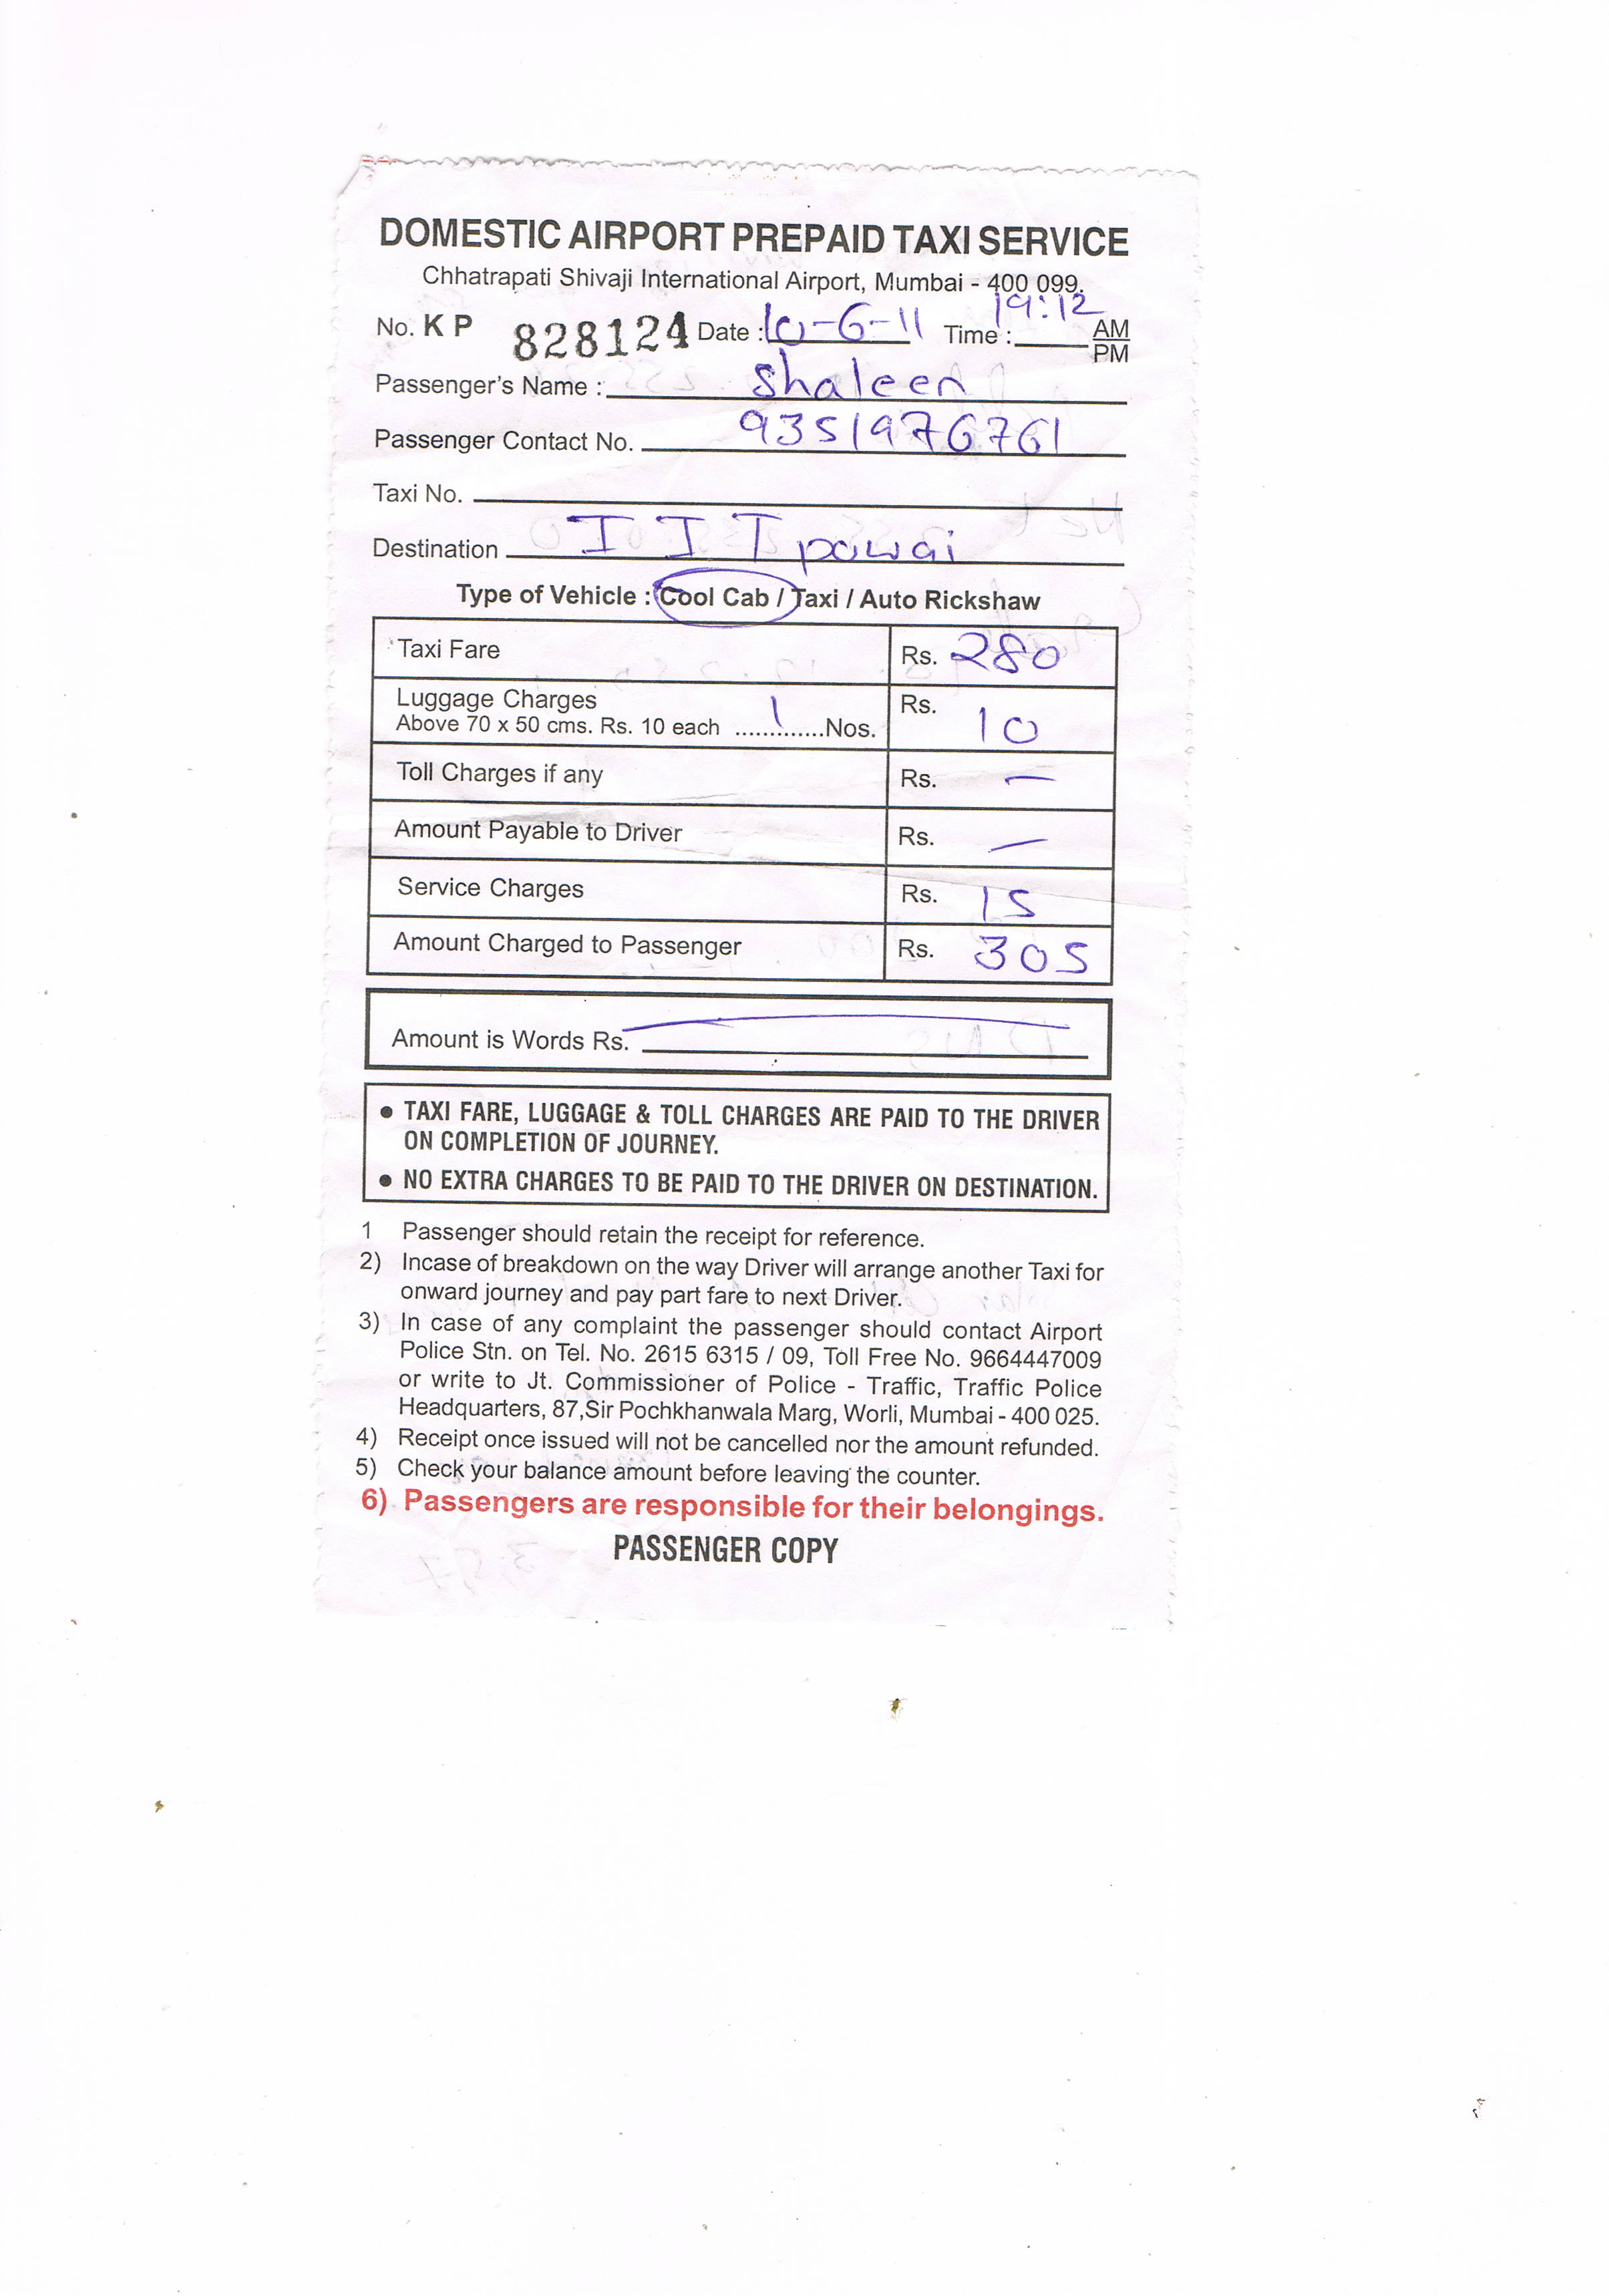 DOMESTIC AIRPORT PREPAID TAXI SERVICE
Chhatrapati Shivaji International Airport, Mumbai - 400 099.
No. K P 828124 Date : 10-6-11 Time : 19:12 AM PM
Passenger's Name : Shaleen
Passenger Contact No. 9351976761
Taxi No.
Destination I I T powai
Type of Vehicle : Cool Cab / Taxi / Auto Rickshaw
Taxi Fare Rs. 280
Luggage Charges Rs. 10
Above 70 x 50 cms. Rs. 10 each ..... 1 ..... Nos.
Toll Charges if any Rs. —
Amount Payable to Driver Rs. —
Service Charges Rs. 15
Amount Charged to Passenger Rs. 305
Amount is Words Rs.
● TAXI FARE, LUGGAGE & TOLL CHARGES ARE PAID TO THE DRIVER
ON COMPLETION OF JOURNEY.
● NO EXTRA CHARGES TO BE PAID TO THE DRIVER ON DESTINATION.
1 Passenger should retain the receipt for reference.
2) Incase of breakdown on the way Driver will arrange another Taxi for
onward journey and pay part fare to next Driver.
3) In case of any complaint the passenger should contact Airport
Police Stn. on Tel. No. 2615 6315 / 09, Toll Free No. 9664447009
or write to Jt. Commissioner of Police - Traffic, Traffic Police
Headquarters, 87,Sir Pochkhanwala Marg, Worli, Mumbai - 400 025.
4) Receipt once issued will not be cancelled nor the amount refunded.
5) Check your balance amount before leaving the counter.
6) Passengers are responsible for their belongings.
PASSENGER COPY